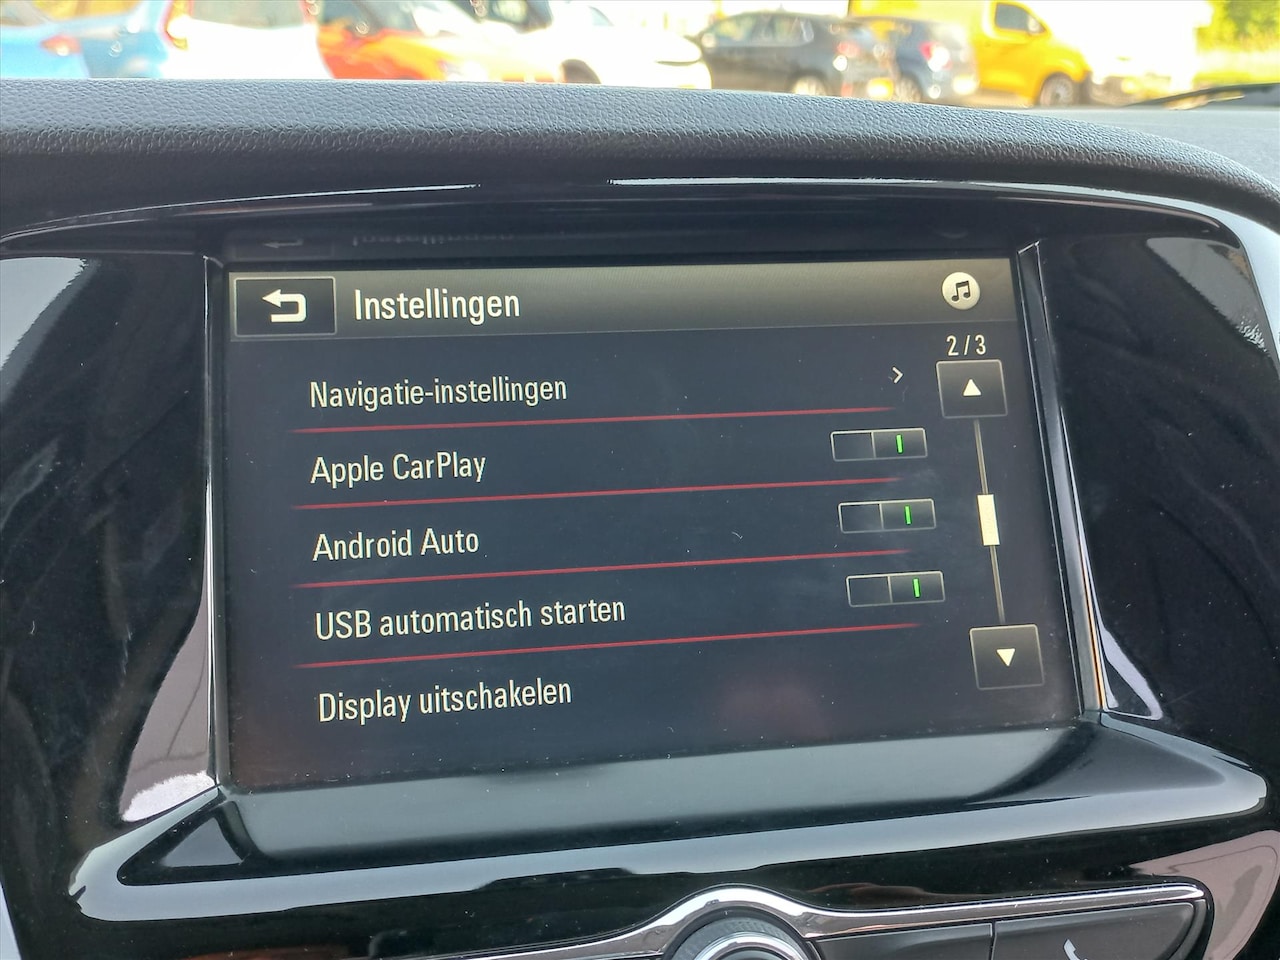 Instellingen
2/3
Navigatie-instellingen
Apple CarPlay
Android Auto
USB automatisch starten
Display uitschakelen